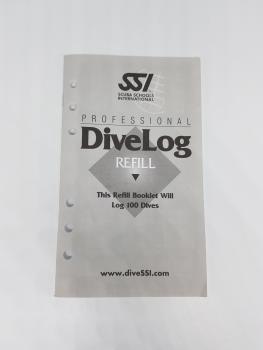 SSI
SCUBA SCHOOLS
INTERNATIONAL
PROFESSIONAL
DiveLog
REFILL
This Refill Booklet Will
Log 100 Dives
www.diveSSI.com